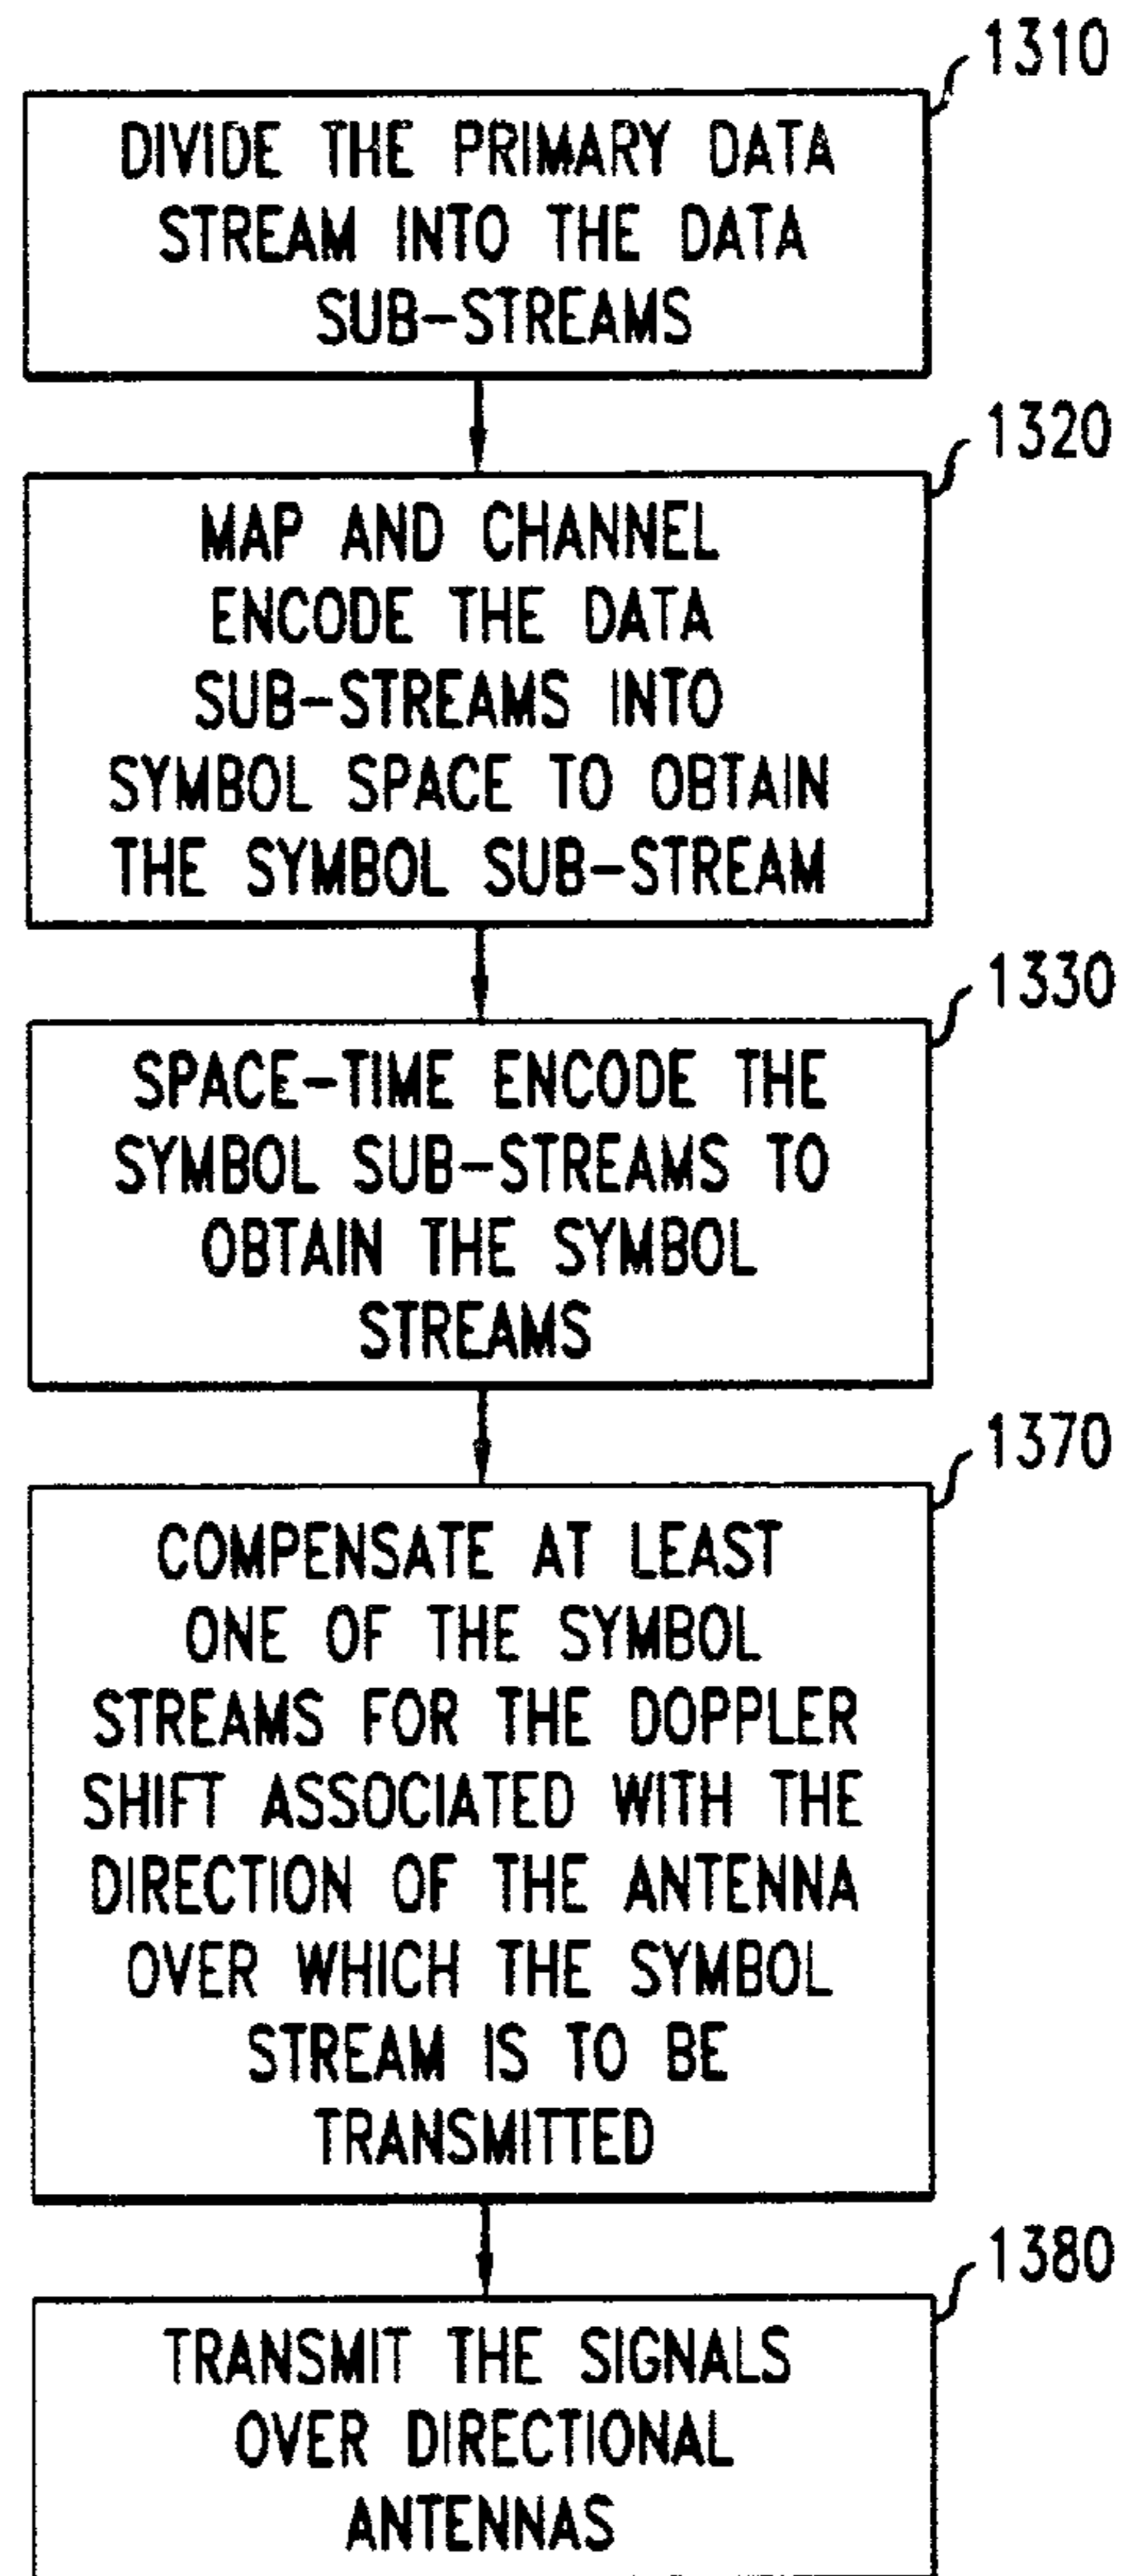 1310
DIVIDE THE PRIMARY DATA
STREAM INTO THE DATA
SUB-STREAMS
1320
MAP AND CHANNEL
ENCODE THE DATA
SUB-STREAMS INTO
SYMBOL SPACE TO OBTAIN
THE SYMBOL SUB-STREAM
1330
SPACE-TIME ENCODE THE
SYMBOL SUB-STREAMS TO
OBTAIN THE SYMBOL
STREAMS
1370
COMPENSATE AT LEAST
ONE OF THE SYMBOL
STREAMS FOR THE DOPPLER
SHIFT ASSOCIATED WITH THE
DIRECTION OF THE ANTENNA
OVER WHICH THE SYMBOL
STREAM IS TO BE
TRANSMITTED
1380
TRANSMIT THE SIGNALS
OVER DIRECTIONAL
ANTENNAS